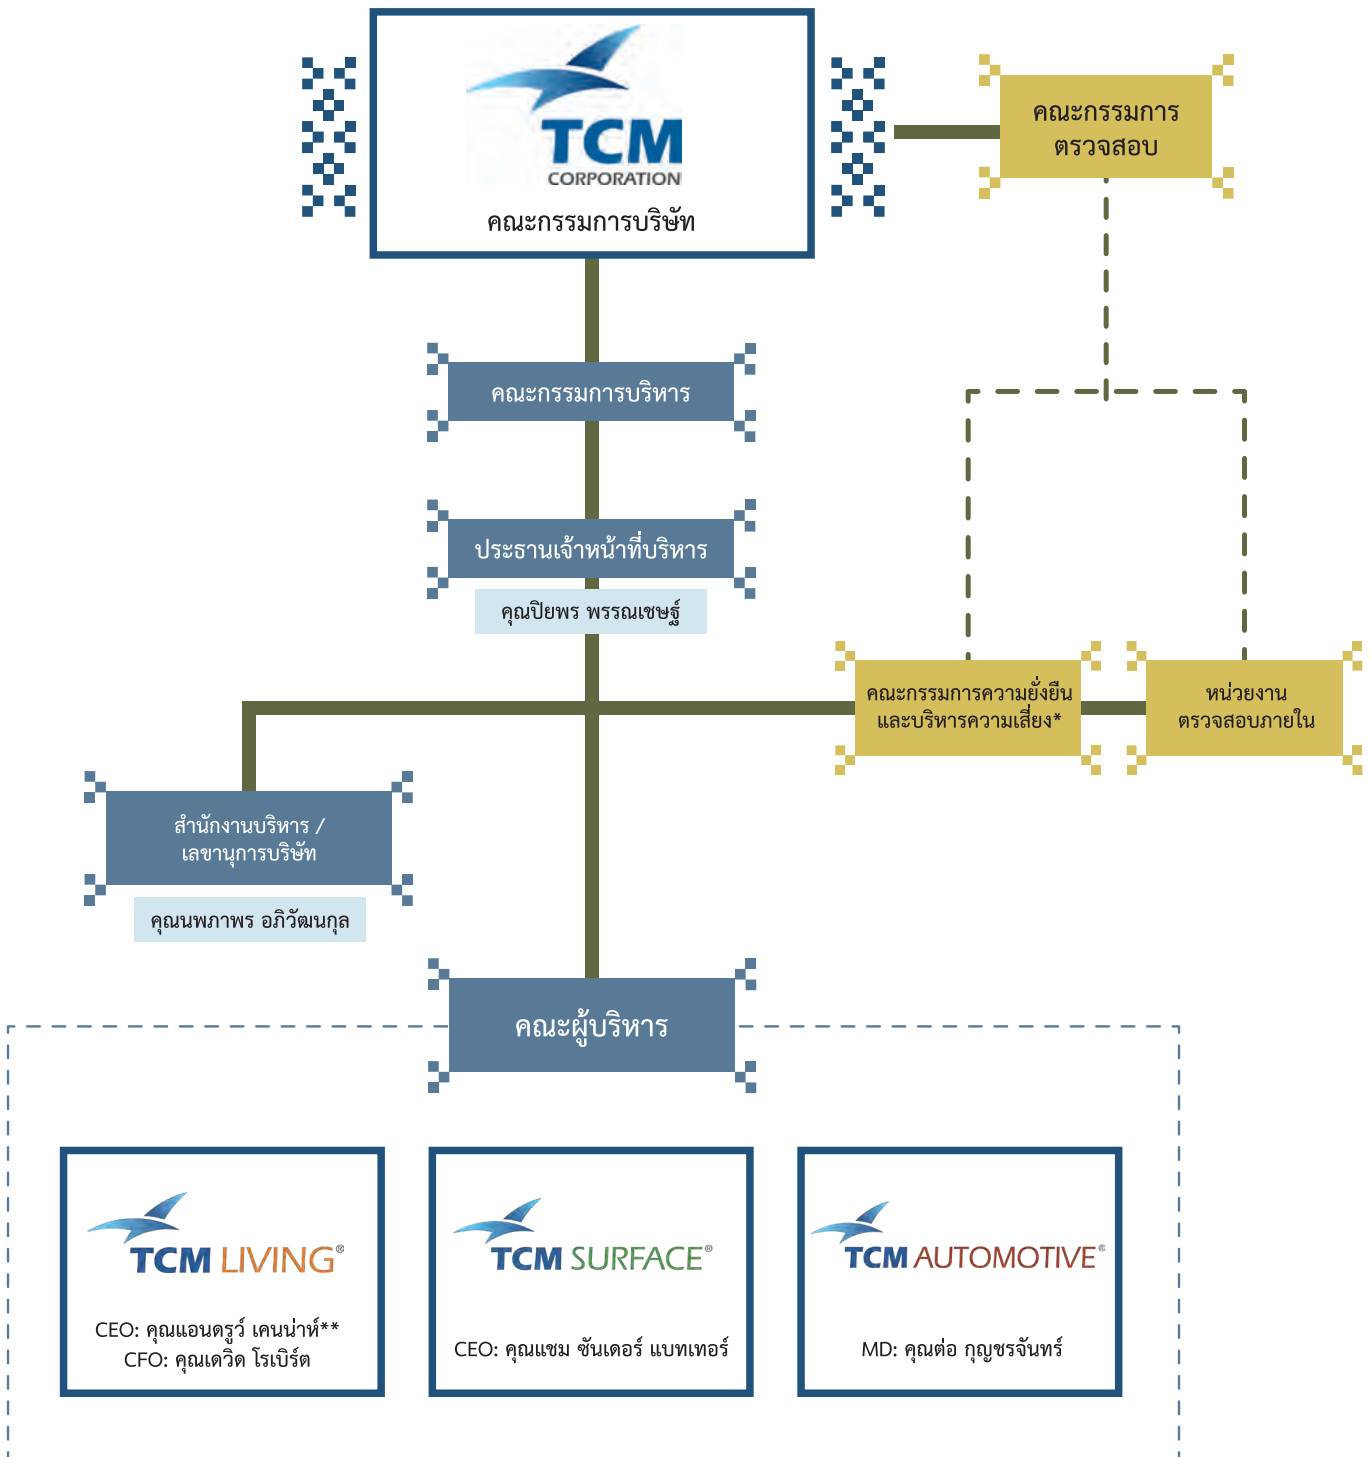 TCM
CORPORATION
คณะกรรมการบริษัท
คณะกรรมการ
ตรวจสอบ
คณะกรรมการบริหาร
ประธานเจ้าหน้าที่บริหาร
คุณปิยพร พรรณเชษฐ์
คณะกรรมการความยั่งยืน
และบริหารความเสี่ยง*
หน่วยงาน
ตรวจสอบภายใน
สำนักงานบริหาร /
เลขานุการบริษัท
คุณนพภาพร อภิวัฒนกุล
คณะผู้บริหาร
TCM LIVING®
CEO: คุณแอนดรูว์ เคนน่าห์**
CFO: คุณเดวิด โรเบิร์ต
TCM SURFACE®
CEO: คุณแชม ซันเดอร์ แบทเทอร์
TCM AUTOMOTIVE®
MD: คุณต่อ กุญชรจันทร์